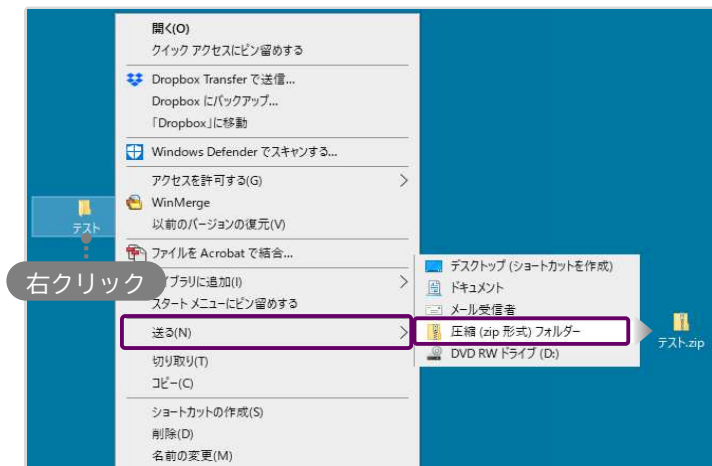 開く(O)
クイック アクセスにピン留めする
Dropbox Transfer で送信...
Dropbox にバックアップ...
「Dropbox」に移動
Windows Defender でスキャンする...
アクセスを許可する(G)
WinMerge
以前のバージョンの復元(V)
テスト
ファイルを Acrobat で結合...
右クリック
イブラリに追加(I)
スタート メニューにピン留めする
送る(N)
切り取り(T)
コピー(C)
ショートカットの作成(S)
削除(D)
名前の変更(M)
デスクトップ (ショートカットを作成)
ドキュメント
メール受信者
圧縮 (zip 形式) フォルダー
DVD RW ドライブ (D:)
テスト.zip